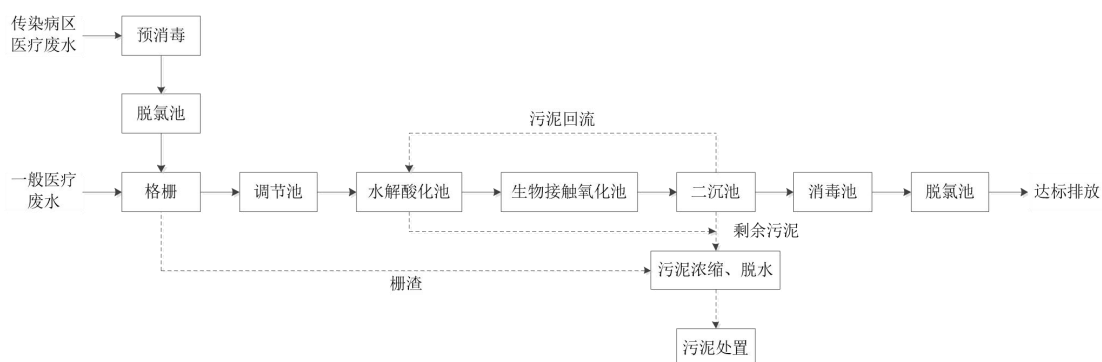 传染病区
医疗废水
预消毒
脱氯池
污泥回流
一般医疗
废水
格栅
调节池
水解酸化池
生物接触氧化池
二沉池
消毒池
脱氯池
达标排放
剩余污泥
栅渣
污泥浓缩、脱水
污泥处置